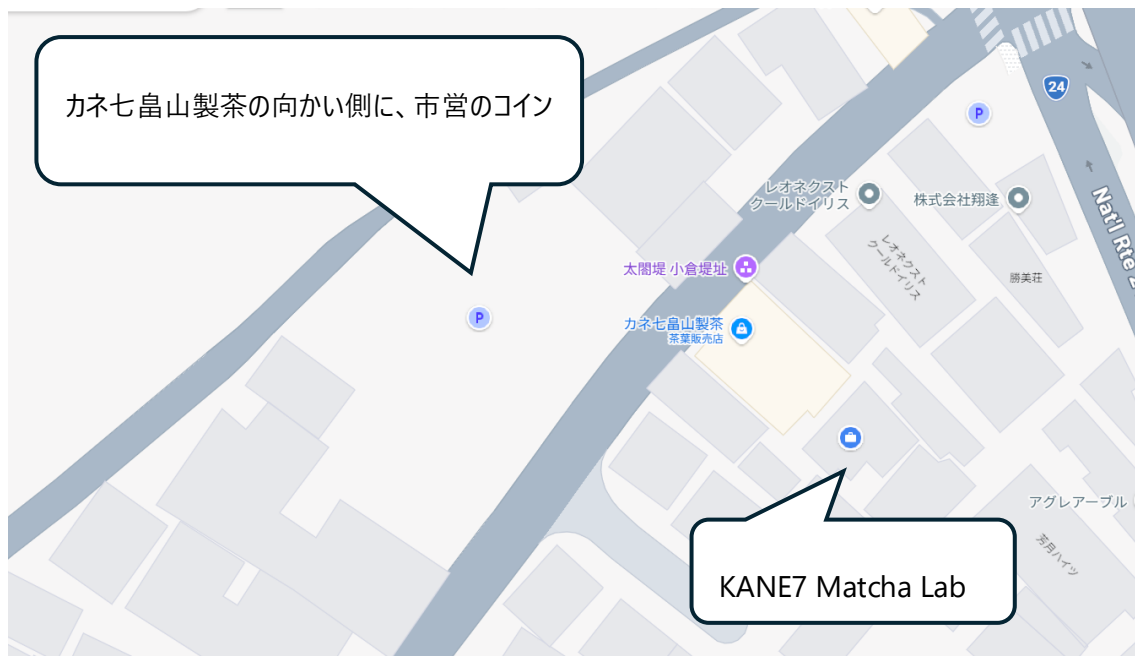 カネ七畠山製茶の向かい側に、市営のコイン
24
P
レオネクスト
クールドイリス
株式会社翔逢
Nat'l Rte 2
レオネクスト
クールドイリス
勝美荘
太閤堤 小倉堤址
P
カネ七畠山製茶
茶葉販売店
アグレアーブル
芳月ハイツ
KANE7 Matcha Lab